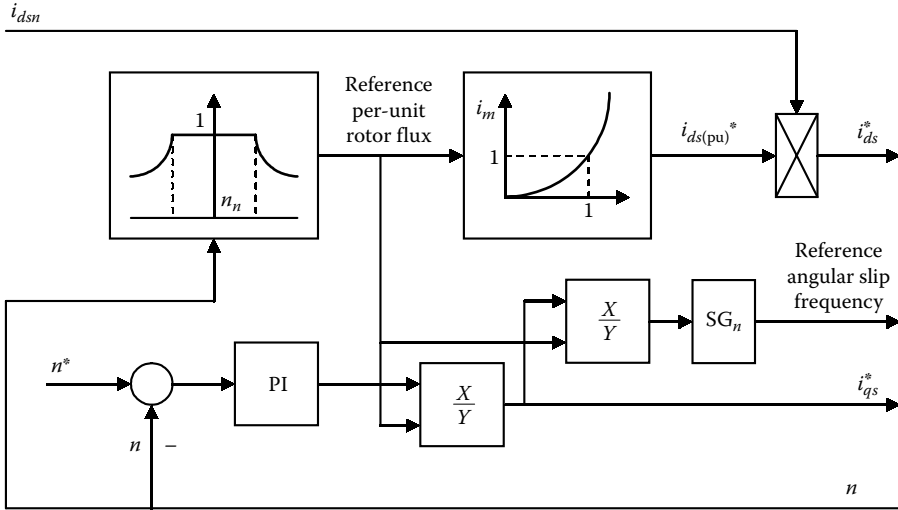 i_dsn
Reference
per-unit
rotor flux
1
n_n
i_m
1
1
i_ds(pu)*
i*_ds
Reference
angular slip
frequency
X
Y
SG_n
n*
PI
X
Y
i*_qs
n
–
n